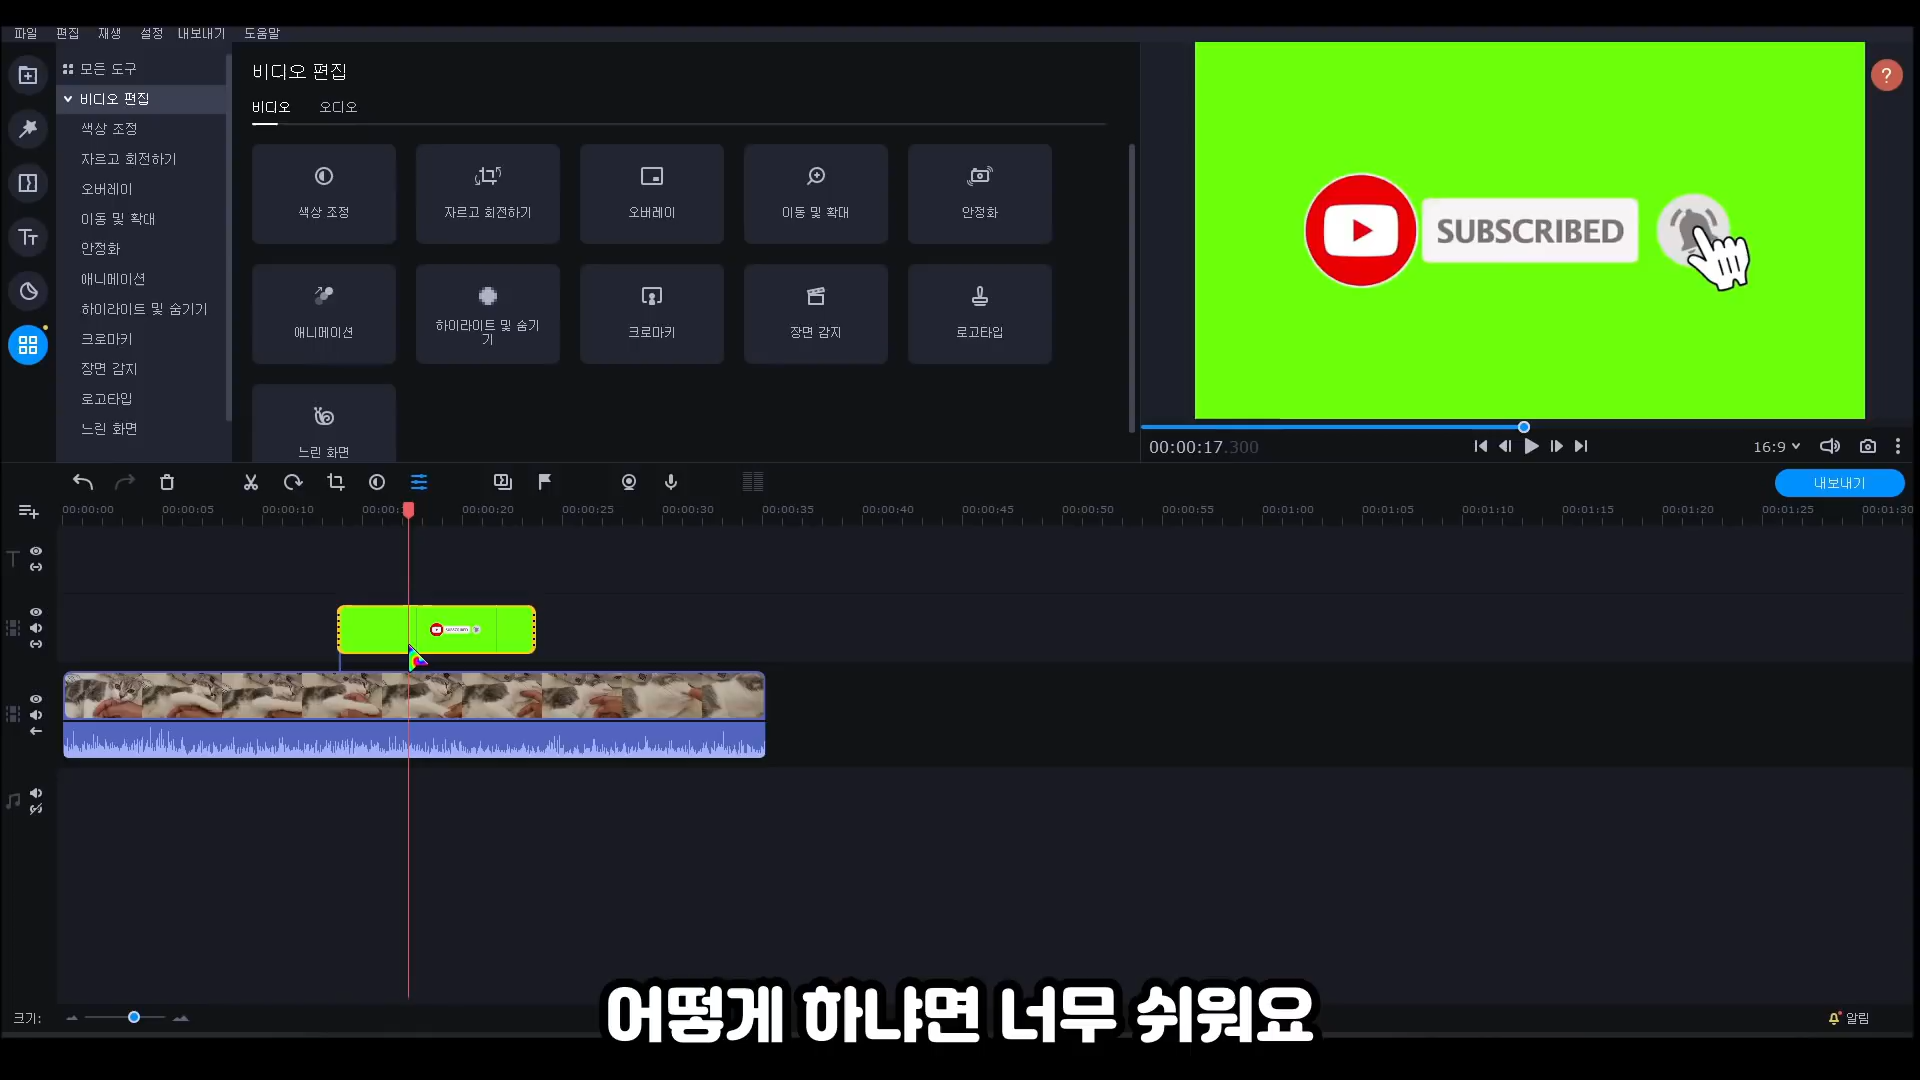 파일 편집 재생 설정 내보내기 도움말
모든 도구
비디오 편집
색상 조정
자르고 회전하기
오버레이
이동 및 확대
안정화
애니메이션
하이라이트 및 숨기기
크로마키
장면 감지
로고타입
느린 화면
비디오 편집
비디오 오디오
색상 조정
자르고 회전하기
오버레이
이동 및 확대
안정화
애니메이션
하이라이트 및 숨기
기
크로마키
장면 감지
로고타입
느린 화면
SUBSCRIBED
?
00:00:17.300
16:9
내보내기
00:00:00 00:00:05 00:00:10 00:00: 00:00:20 00:00:25 00:00:30 00:00:35 00:00:40 00:00:45 00:00:50 00:00:55 00:01:00 00:01:05 00:01:10 00:01:15 00:01:20 00:01:25 00:01:30
어떻게 하냐면 너무 쉬워요
크기:
알림